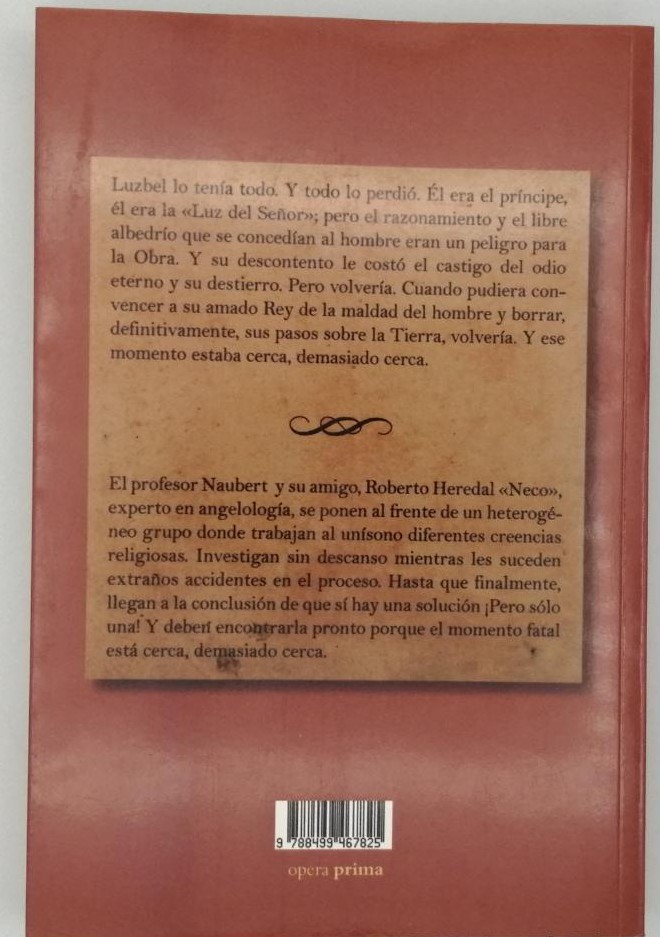 Luzbel lo tenía todo. Y todo lo perdió. Él era el príncipe,
él era la «Luz del Señor»; pero el razonamiento y el libre
albedrío que se concedían al hombre eran un peligro para
la Obra. Y su descontento le costó el castigo del odio
eterno y su destierro. Pero volvería. Cuando pudiera con-
vencer a su amado Rey de la maldad del hombre y borrar,
definitivamente, sus pasos sobre la Tierra, volvería. Y ese
momento estaba cerca, demasiado cerca.
El profesor Naubert y su amigo, Roberto Heredal «Neco»,
experto en angelología, se ponen al frente de un heterogé-
neo grupo donde trabajan al unísono diferentes creencias
religiosas. Investigan sin descanso mientras les suceden
extraños accidentes en el proceso. Hasta que finalmente,
llegan a la conclusión de que sí hay una solución ¡Pero sólo
una! Y deben encontrarla pronto porque el momento fatal
está cerca, demasiado cerca.
9 788499 467825
opera prima